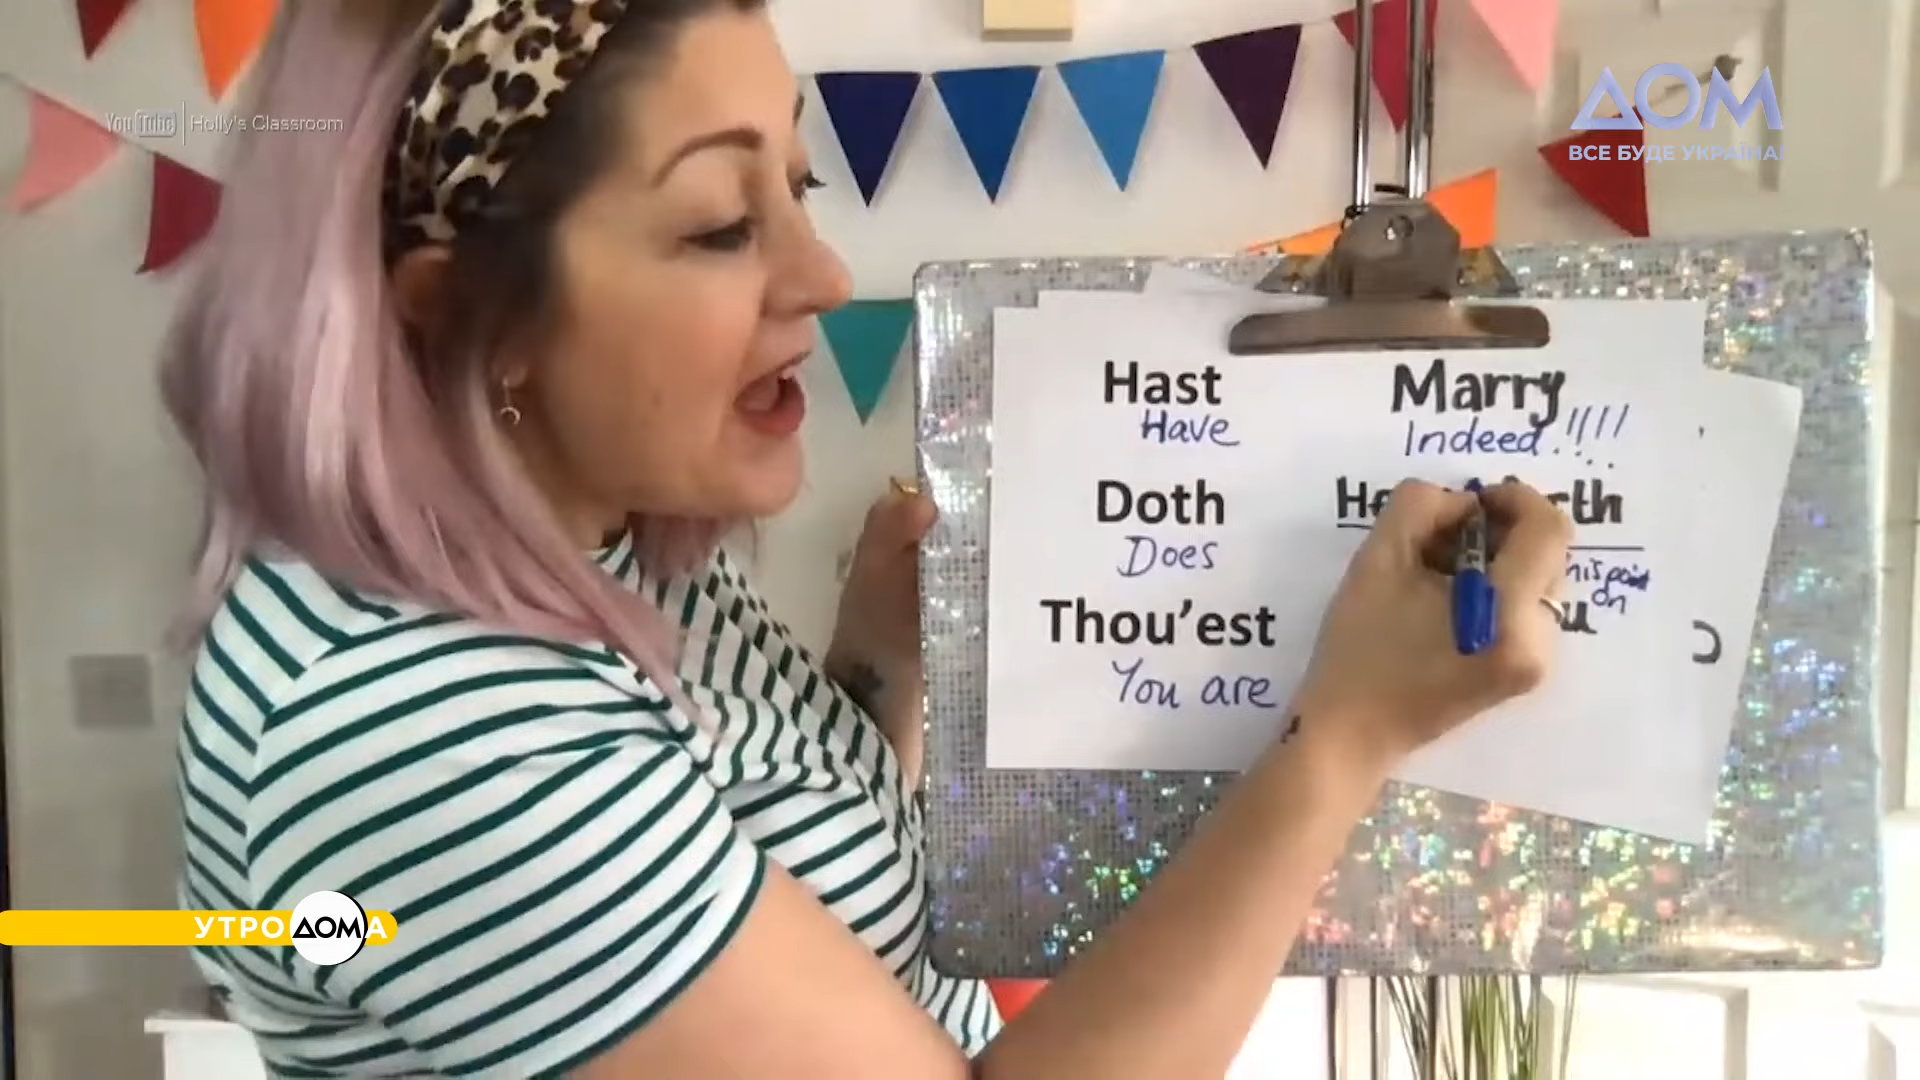 YouTube Holly's Classroom
ДОМ
ВСЕ БУДЕ УКРАЇНА!
Hast
Have
Marry
Indeed!!!!
Doth
Does
Thou'est
You are
on
УТРО ДОМА